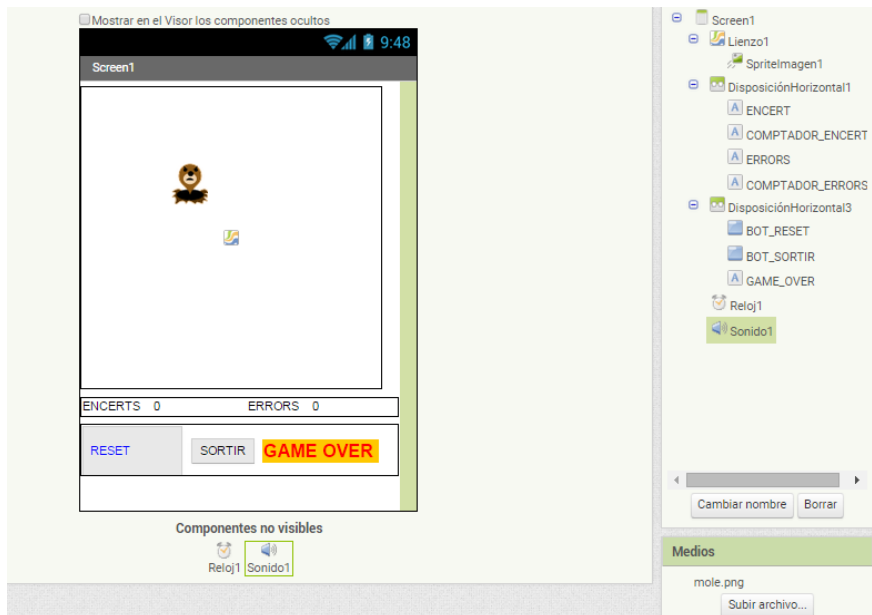 Mostrar en el Visor los componentes ocultos
9:48
Screen1
ENCERTS 0 ERRORS 0
RESET SORTIR GAME OVER
Componentes no visibles
Reloj1 Sonido1
Screen1
Lienzo1
SpriteImagen1
DisposiciónHorizontal1
A ENCERT
A COMPTADOR_ENCERT
A ERRORS
A COMPTADOR_ERRORS
DisposiciónHorizontal3
BOT_RESET
BOT_SORTIR
A GAME_OVER
Reloj1
Sonido1
Cambiar nombre Borrar
Medios
mole.png
Subir archivo...